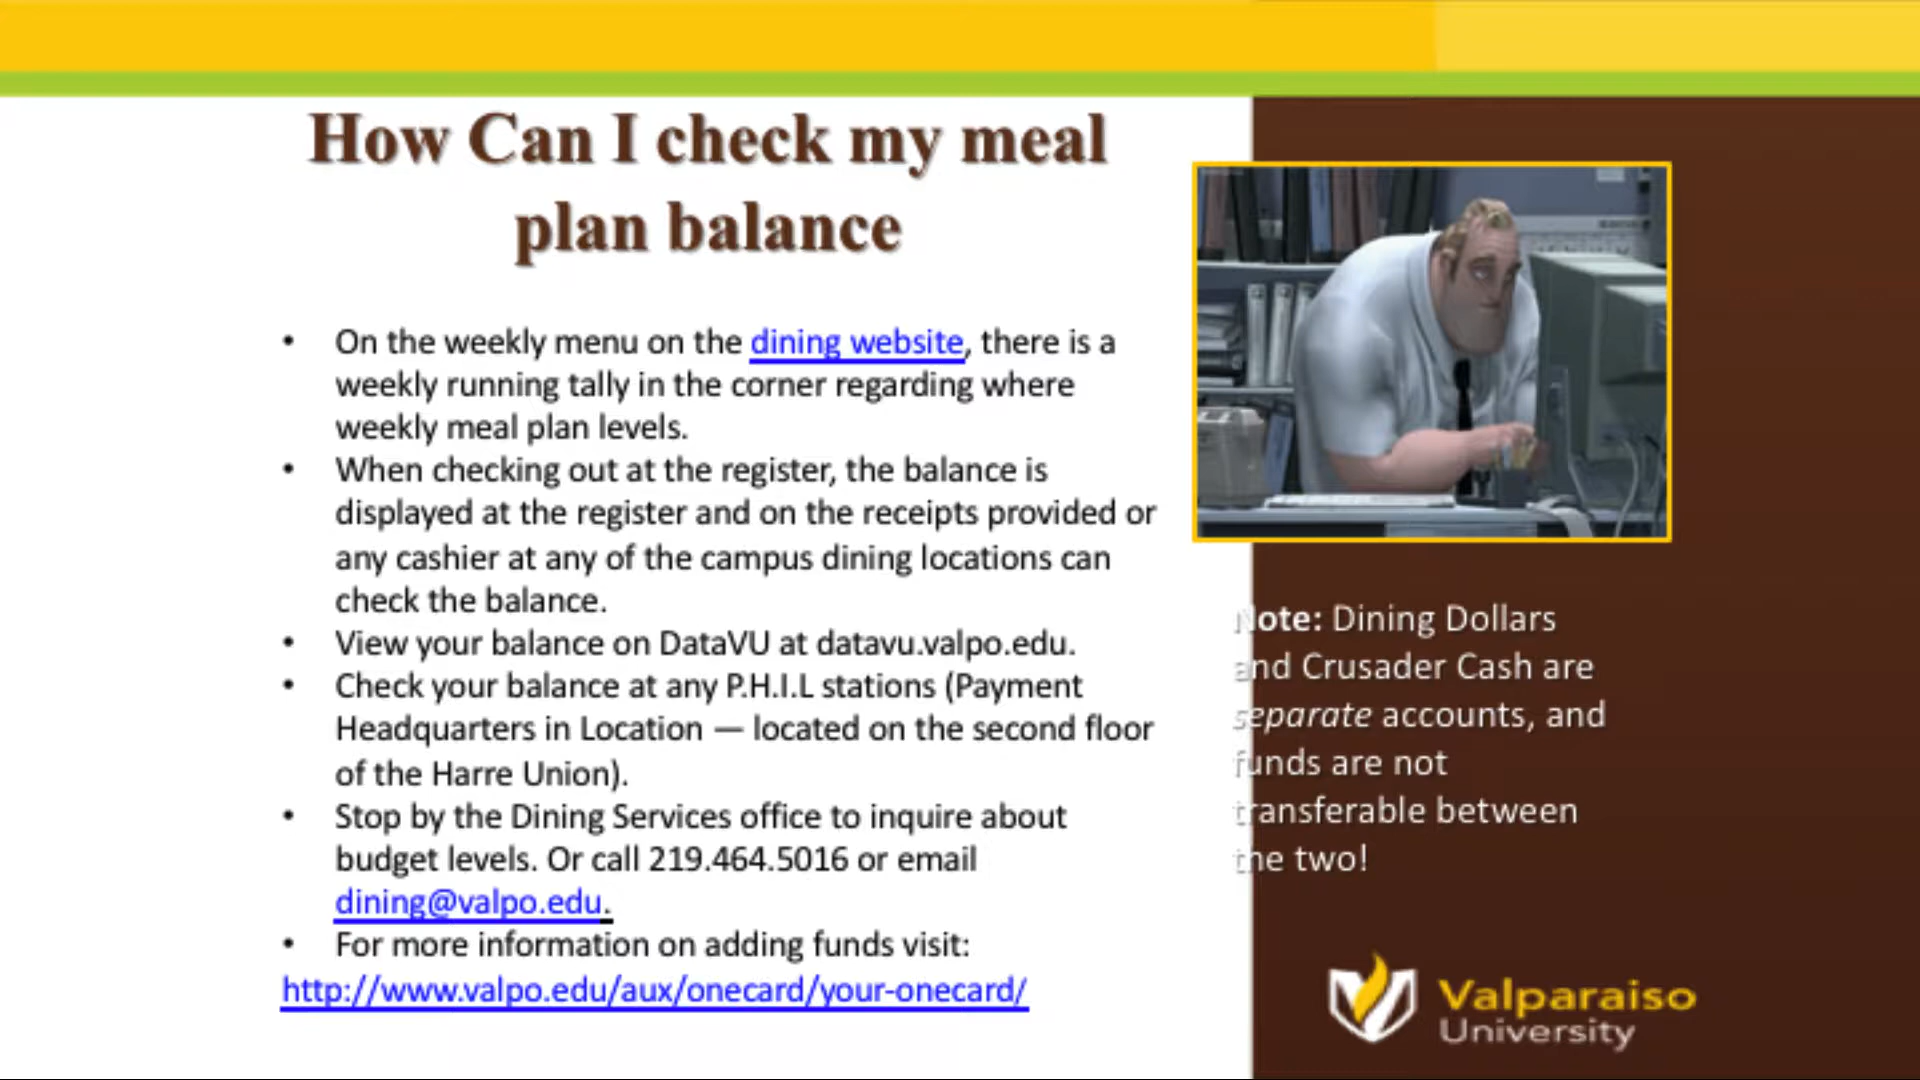 How Can I check my meal
plan balance
• On the weekly menu on the dining website, there is a
weekly running tally in the corner regarding where
weekly meal plan levels.
• When checking out at the register, the balance is
displayed at the register and on the receipts provided or
any cashier at any of the campus dining locations can
check the balance.
• View your balance on DataVU at datavu.valpo.edu.
• Check your balance at any P.H.I.L stations (Payment
Headquarters in Location — located on the second floor
of the Harre Union).
• Stop by the Dining Services office to inquire about
budget levels. Or call 219.464.5016 or email
dining@valpo.edu.
• For more information on adding funds visit:
http://www.valpo.edu/aux/onecard/your-onecard/
Note: Dining Dollars
and Crusader Cash are
separate accounts, and
funds are not
transferable between
the two!
Valparaiso
University